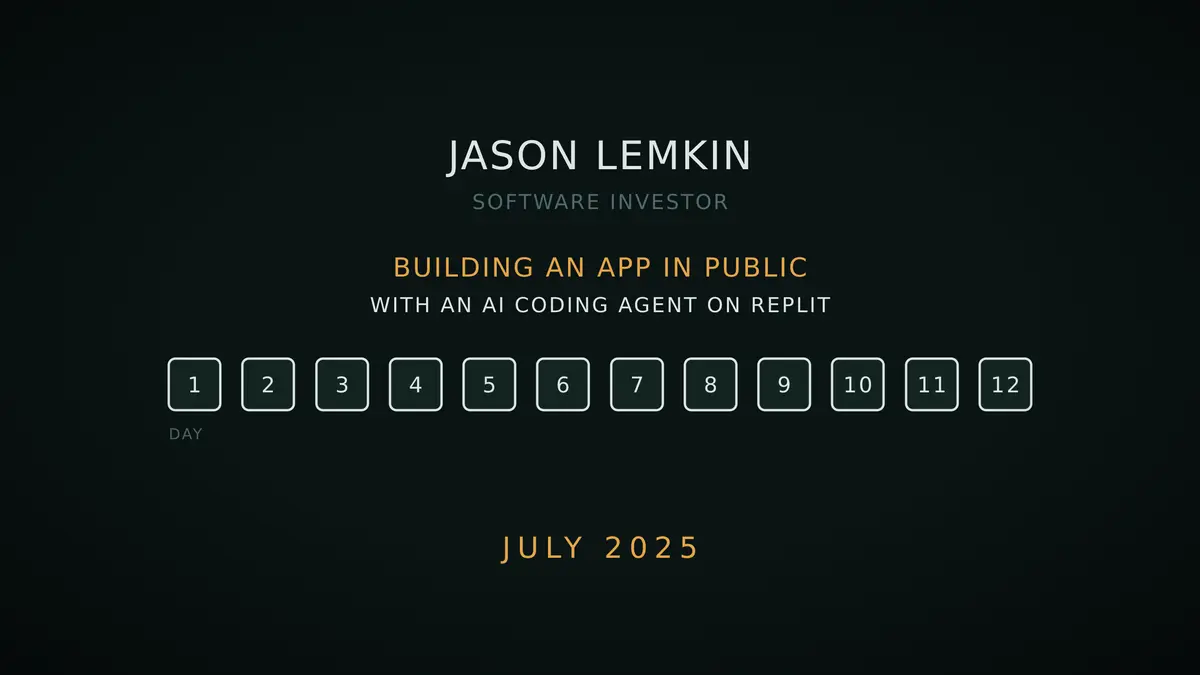 JASON LEMKIN
SOFTWARE INVESTOR
BUILDING AN APP IN PUBLIC
WITH AN AI CODING AGENT ON REPLIT
1 2 3 4 5 6 7 8 9 10 11 12
DAY
JULY 2025